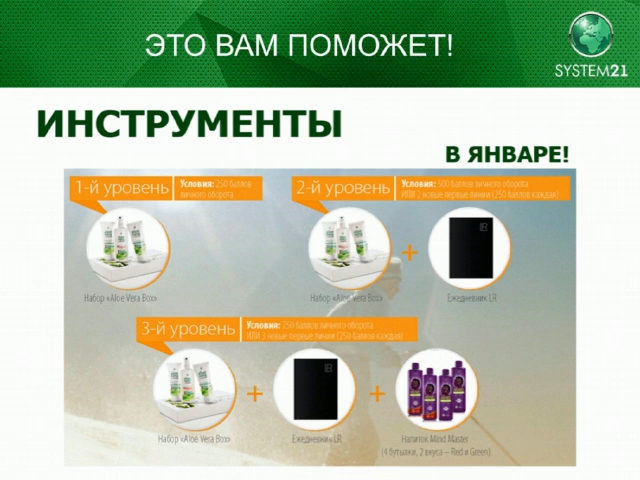 ЭТО ВАМ ПОМОЖЕТ!
SYSTEM21
ИНСТРУМЕНТЫ
В ЯНВАРЕ!
1-й уровень
Условия: 250 баллов
личного оборота
2-й уровень
Условия: 500 баллов личного оборота
ИЛИ 2 новые первые линии (250 баллов каждая)
+
Набор «Aloe Vera Box»
Набор «Aloe Vera Box»
Ежедневник LR
3-й уровень
Условия: 750 баллов личного оборота
ИЛИ 3 новые первые линии (250 баллов каждая)
+
+
Набор «Aloe Vera Box»
Ежедневник LR
Напиток Mind Master
(4 бутылки, 2 вкуса – Red и Green)